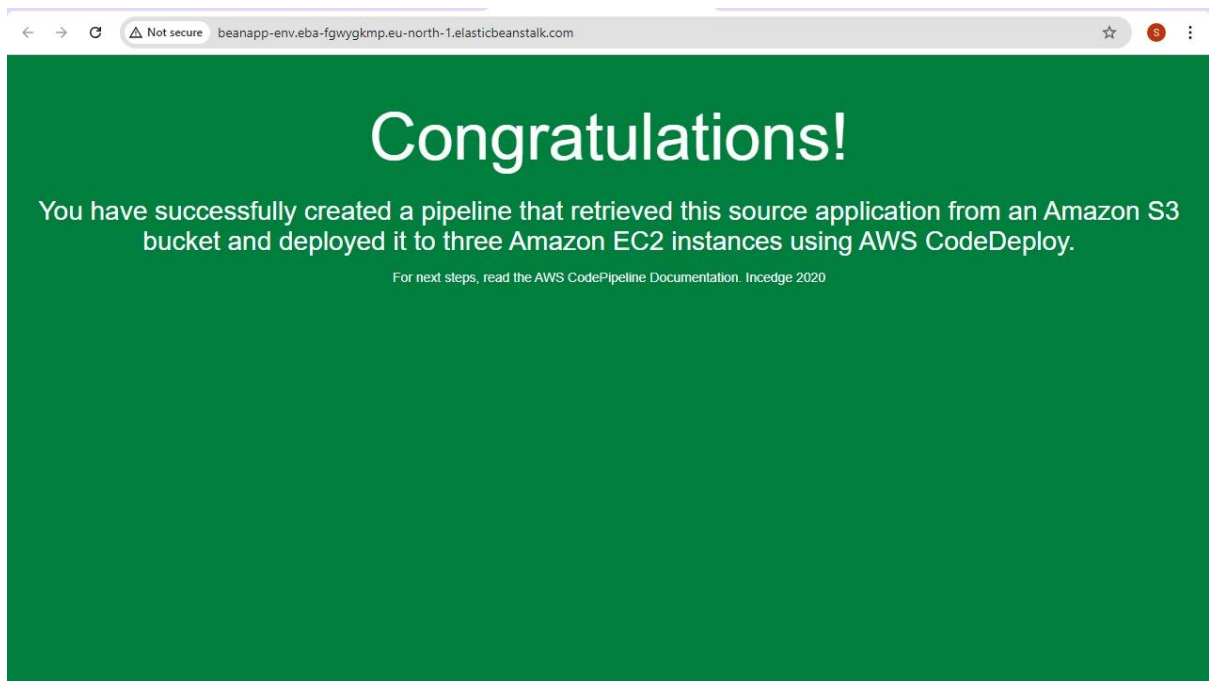 Not secure
beanapp-env.eba-fgwygkmp.eu-north-1.elasticbeanstalk.com
S
Congratulations!
You have successfully created a pipeline that retrieved this source application from an Amazon S3
bucket and deployed it to three Amazon EC2 instances using AWS CodeDeploy.
For next steps, read the AWS CodePipeline Documentation. Incedge 2020